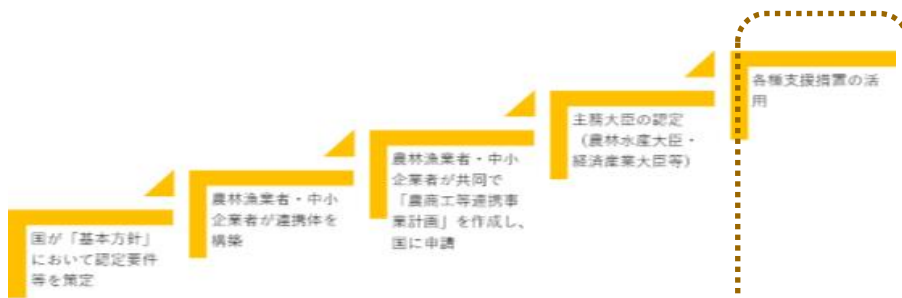 国が「基本方針」
において認定要件
等を策定
農林漁業者・中小
企業者が連携体を
構築
農林漁業者・中小
企業者が共同で
「農商工等連携事
業計画」を作成し、
国に申請
主務大臣の認定
（農林水産大臣・
経済産業大臣等）
各種支援措置の活
用